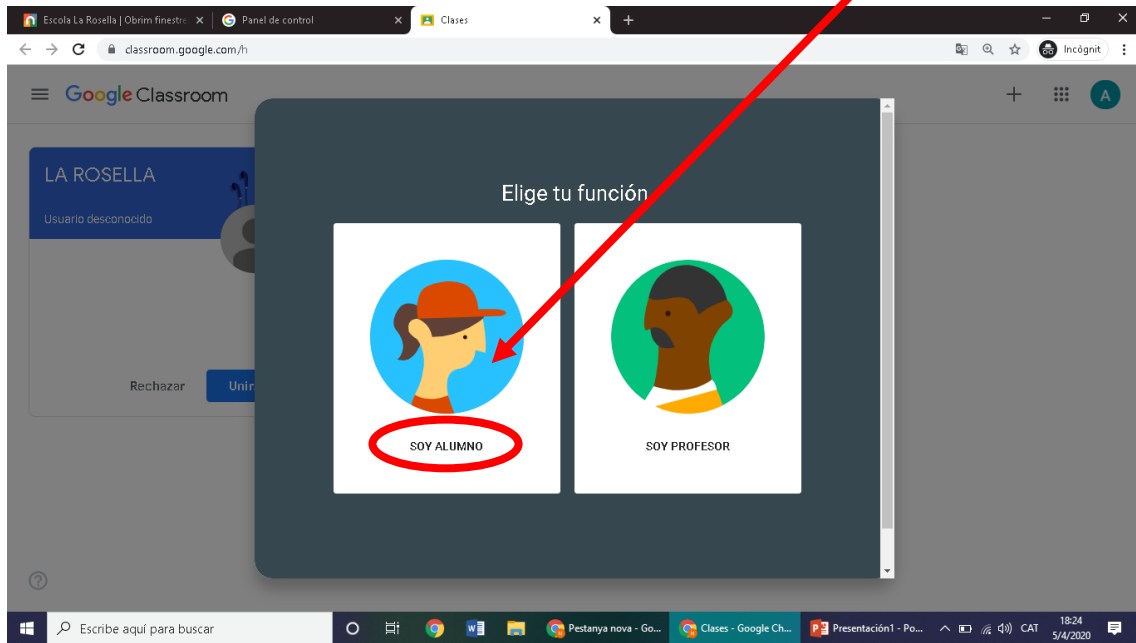 Escola La Rosella | Obrim finestre
Panel de control
Clases
classroom.google.com/h
Incógnit
Google Classroom
A
LA ROSELLA
Usuario desconocido
Rechazar
Elige tu función
SOY ALUMNO
SOY PROFESOR
Escribe aquí para buscar
Pestanya nova - Go...
Clases - Google Ch...
Presentación1 - Po...
CAT
18:24
5/4/2020